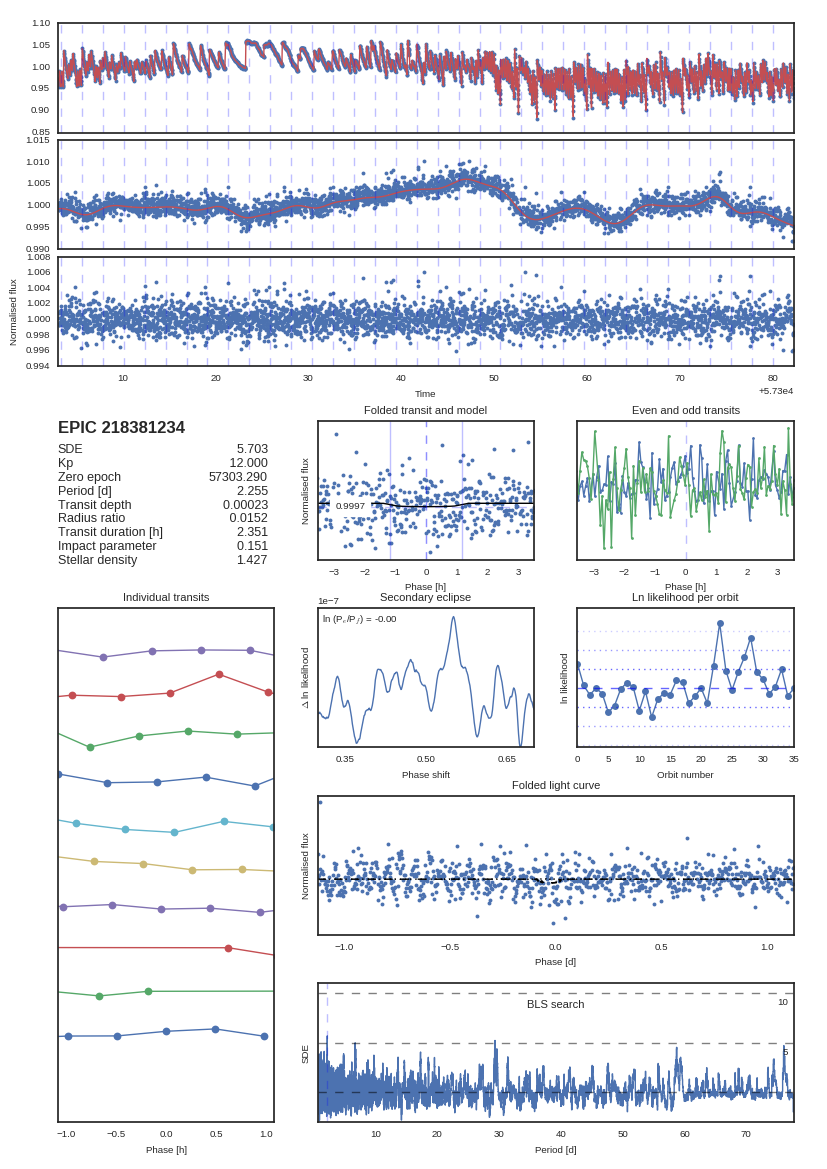 1.10
1.05
1.00
0.95
0.90
0.85
1.015
1.010
1.005
1.000
0.995
0.990
1.008
1.006
1.004
1.002
1.000
0.998
0.996
0.994
Normalised flux
10 20 30 40 50 60 70 80
Time
+5.73e4
EPIC 218381234
SDE 5.703
Kp 12.000
Zero epoch 57303.290
Period [d] 2.255
Transit depth 0.00023
Radius ratio 0.0152
Transit duration [h] 2.351
Impact parameter 0.151
Stellar density 1.427
Folded transit and model
Normalised flux
0.9997
−3 −2 −1 0 1 2 3
Phase [h]
Even and odd transits
−3 −2 −1 0 1 2 3
Phase [h]
Individual transits
−1.0 −0.5 0.0 0.5 1.0
Phase [h]
Secondary eclipse
1e−7
ln (Pₑ/P𝑓) = -0.00
Δ ln likelihood
0.35 0.50 0.65
Phase shift
Ln likelihood per orbit
ln likelihood
0 5 10 15 20 25 30 35
Orbit number
Folded light curve
Normalised flux
−1.0 −0.5 0.0 0.5 1.0
Phase [d]
BLS search
10
5
SDE
10 20 30 40 50 60 70
Period [d]